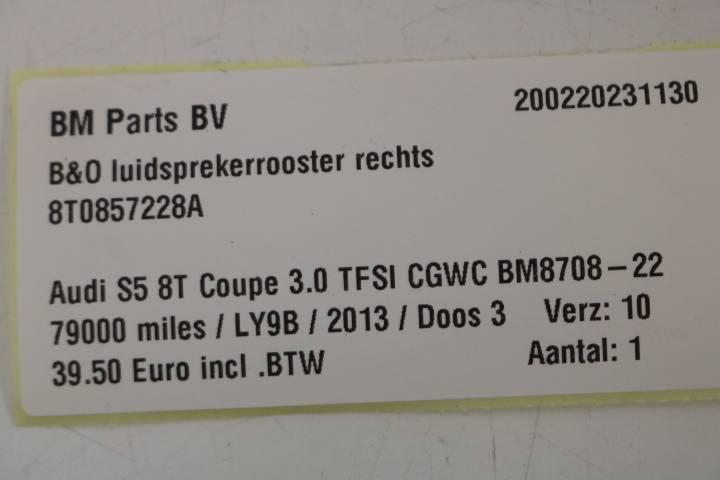 BM Parts BV 200220231130
B&O luidsprekerrooster rechts
8T0857228A
Audi S5 8T Coupe 3.0 TFSI CGWC BM8708-22
79000 miles / LY9B / 2013 / Doos 3 Verz: 10
39.50 Euro incl .BTW Aantal: 1